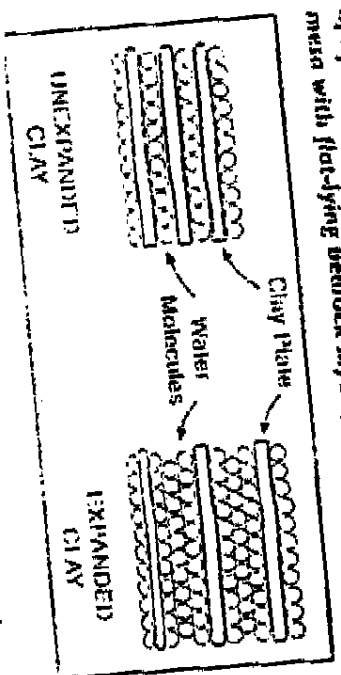 mesa with flat-lying bedrock
Clay Plate
Water
Molecules
UNEXPANDED
CLAY
EXPANDED
CLAY